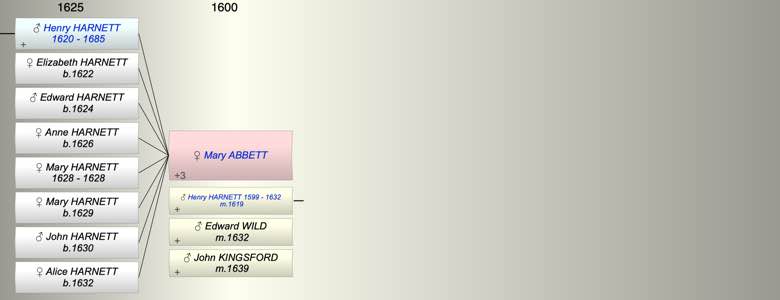 1625
1600
♂ Henry HARNETT
1620 - 1685
+
♀ Elizabeth HARNETT
b.1622
♂ Edward HARNETT
b.1624
♀ Anne HARNETT
b.1626
♀ Mary HARNETT
1628 - 1628
♀ Mary HARNETT
b.1629
♂ John HARNETT
b.1630
♀ Alice HARNETT
b.1632
♀ Mary ABBETT
+3
♂ Henry HARNETT 1599 - 1632
m.1619
+
♂ Edward WILD
m.1632
+
♂ John KINGSFORD
m.1639
+